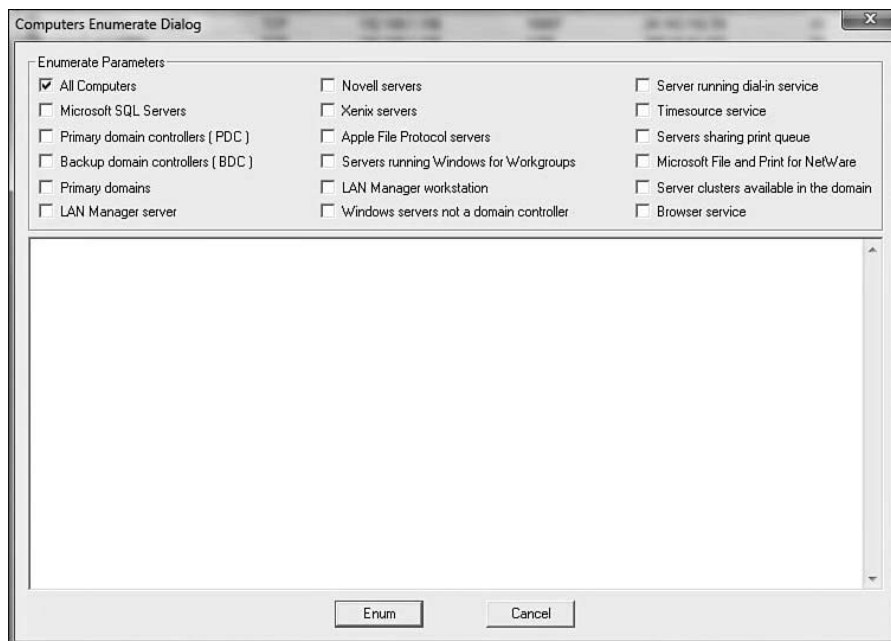 Computers Enumerate Dialog
Enumerate Parameters
All Computers
Microsoft SQL Servers
Primary domain controllers ( PDC )
Backup domain controllers ( BDC )
Primary domains
LAN Manager server
Novell servers
Xenix servers
Apple File Protocol servers
Servers running Windows for Workgroups
LAN Manager workstation
Windows servers not a domain controller
Server running dial-in service
Timesource service
Servers sharing print queue
Microsoft File and Print for NetWare
Server clusters available in the domain
Browser service
Enum
Cancel